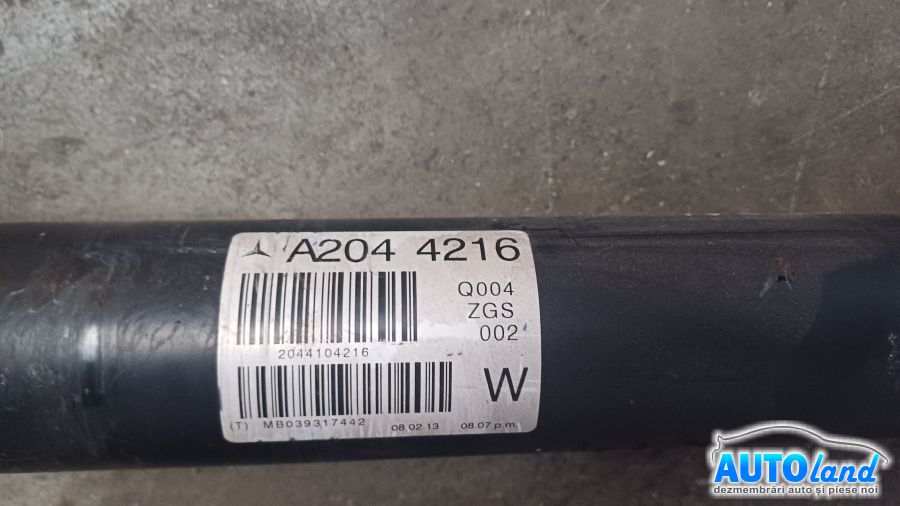 A204 4216
Q004
ZGS
002
2044104216
W
(T) MB039317442 08.02.13 08.07 p.m.
AUTOland
dezmembrări auto și piese noi